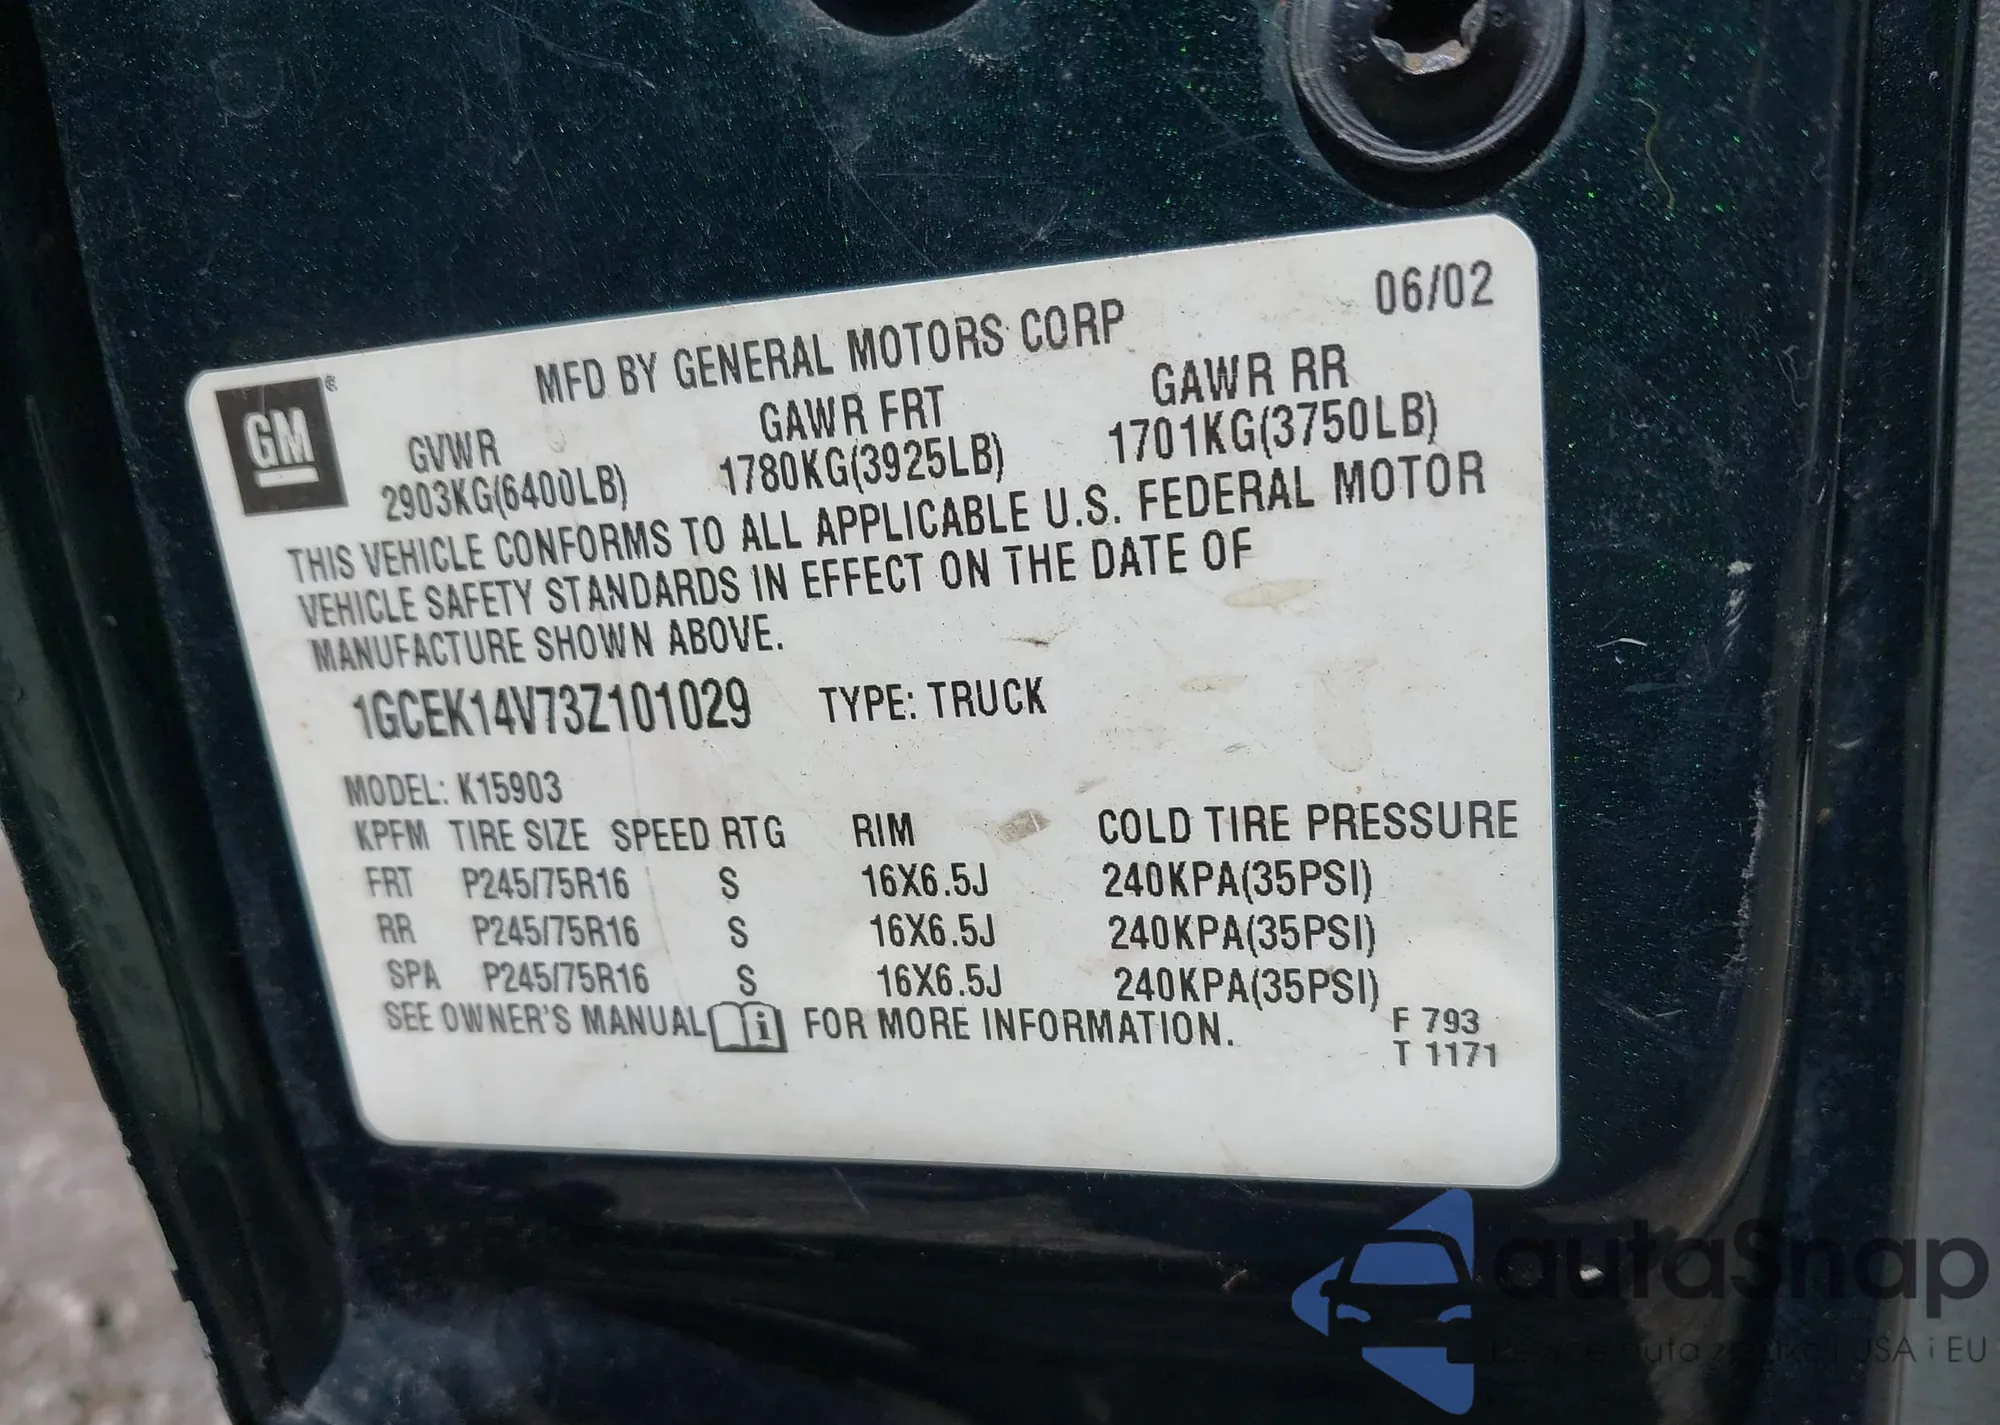 06/02
MFD BY GENERAL MOTORS CORP
GM ®
GVWR GAWR FRT GAWR RR
2903KG(6400LB) 1780KG(3925LB) 1701KG(3750LB)
THIS VEHICLE CONFORMS TO ALL APPLICABLE U.S. FEDERAL MOTOR
VEHICLE SAFETY STANDARDS IN EFFECT ON THE DATE OF
MANUFACTURE SHOWN ABOVE.
1GCEK14V73Z101029 TYPE: TRUCK
MODEL: K15903
KPFM TIRE SIZE SPEED RTG RIM COLD TIRE PRESSURE
FRT P245/75R16 S 16X6.5J 240KPA(35PSI)
RR P245/75R16 S 16X6.5J 240KPA(35PSI)
SPA P245/75R16 S 16X6.5J 240KPA(35PSI)
SEE OWNER'S MANUAL i FOR MORE INFORMATION.
F 793
T 1171
autoSnap
auta USA i EU